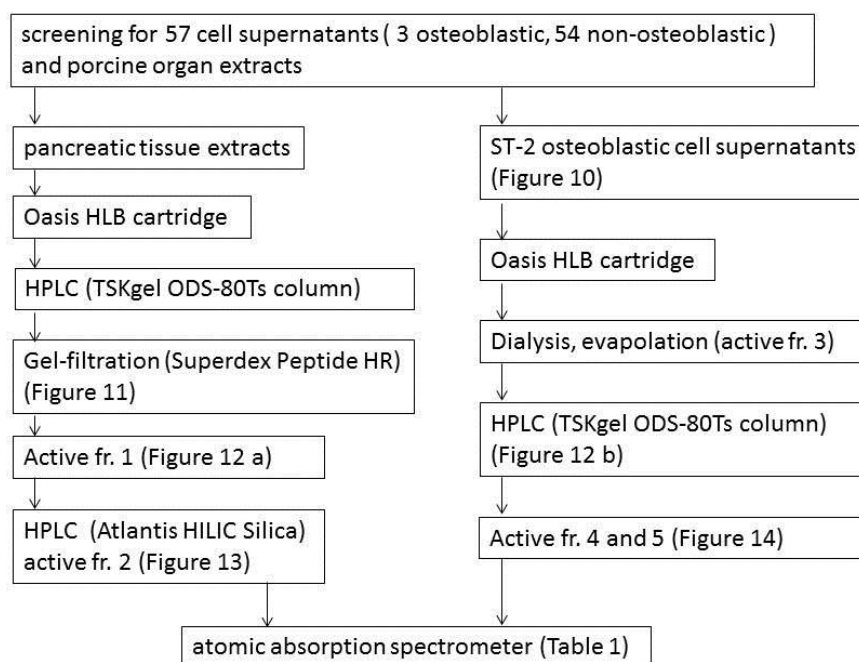 screening for 57 cell supernatants ( 3 osteoblastic, 54 non-osteoblastic )
and porcine organ extracts
pancreatic tissue extracts
Oasis HLB cartridge
HPLC (TSKgel ODS-80Ts column)
Gel-filtration (Superdex Peptide HR)
(Figure 11)
Active fr. 1 (Figure 12 a)
HPLC (Atlantis HILIC Silica)
active fr. 2 (Figure 13)
ST-2 osteoblastic cell supernatants
(Figure 10)
Oasis HLB cartridge
Dialysis, evapolation (active fr. 3)
HPLC (TSKgel ODS-80Ts column)
(Figure 12 b)
Active fr. 4 and 5 (Figure 14)
atomic absorption spectrometer (Table 1)